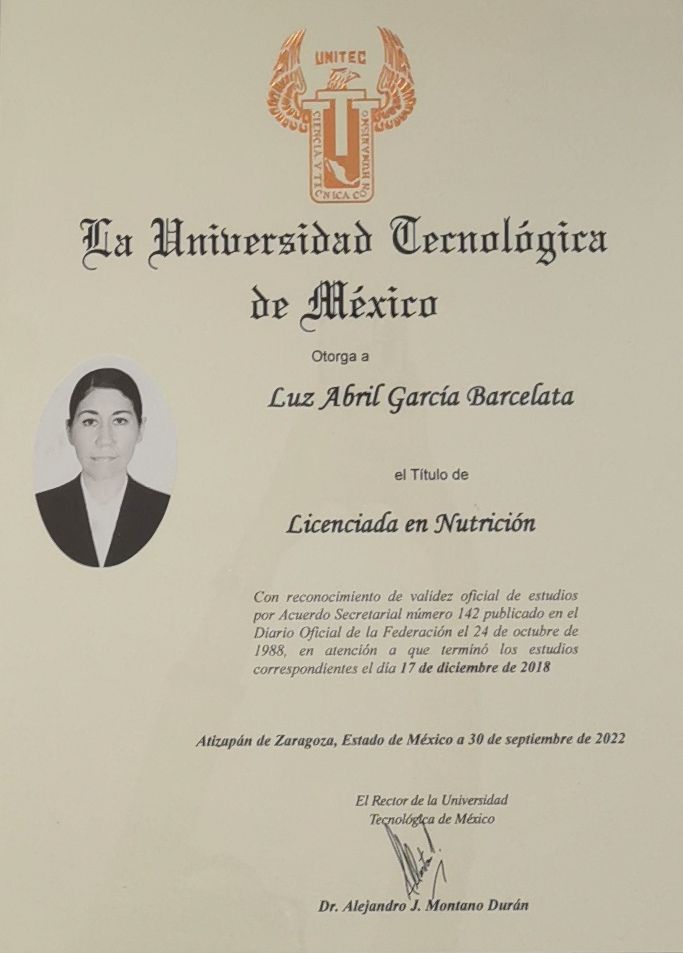 UNITEC
CIENCIA Y TECNICA CON HUMANISMO
La Universidad Tecnológica
de México
Otorga a
Luz Abril García Barcelata
el Título de
Licenciada en Nutrición
Con reconocimiento de validez oficial de estudios
por Acuerdo Secretarial número 142 publicado en el
Diario Oficial de la Federación el 24 de octubre de
1988, en atención a que terminó los estudios
correspondientes el día 17 de diciembre de 2018
Atizapán de Zaragoza, Estado de México a 30 de septiembre de 2022
El Rector de la Universidad
Tecnológica de México
Dr. Alejandro J. Montano Durán